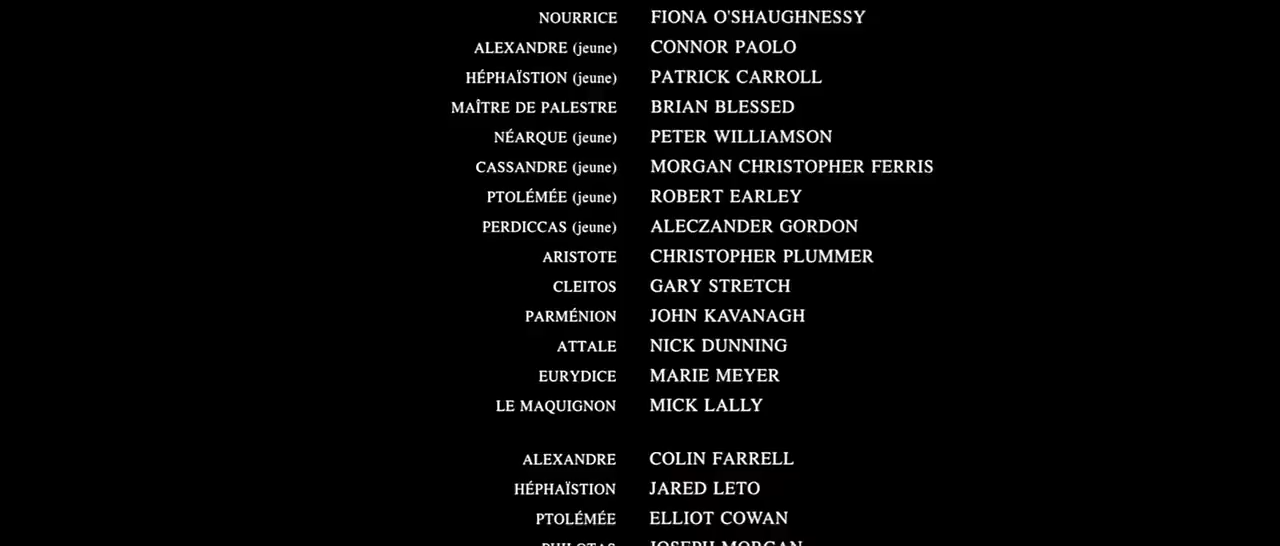 NOURRICE FIONA O'SHAUGHNESSY
ALEXANDRE (jeune) CONNOR PAOLO
HÉPHAÏSTION (jeune) PATRICK CARROLL
MAÎTRE DE PALESTRE BRIAN BLESSED
NÉARQUE (jeune) PETER WILLIAMSON
CASSANDRE (jeune) MORGAN CHRISTOPHER FERRIS
PTOLÉMÉE (jeune) ROBERT EARLEY
PERDICCAS (jeune) ALECZANDER GORDON
ARISTOTE CHRISTOPHER PLUMMER
CLEITOS GARY STRETCH
PARMÉNION JOHN KAVANAGH
ATTALE NICK DUNNING
EURYDICE MARIE MEYER
LE MAQUIGNON MICK LALLY
ALEXANDRE COLIN FARRELL
HÉPHAÏSTION JARED LETO
PTOLÉMÉE ELLIOT COWAN
PHILOTAS JOSEPH MORGAN